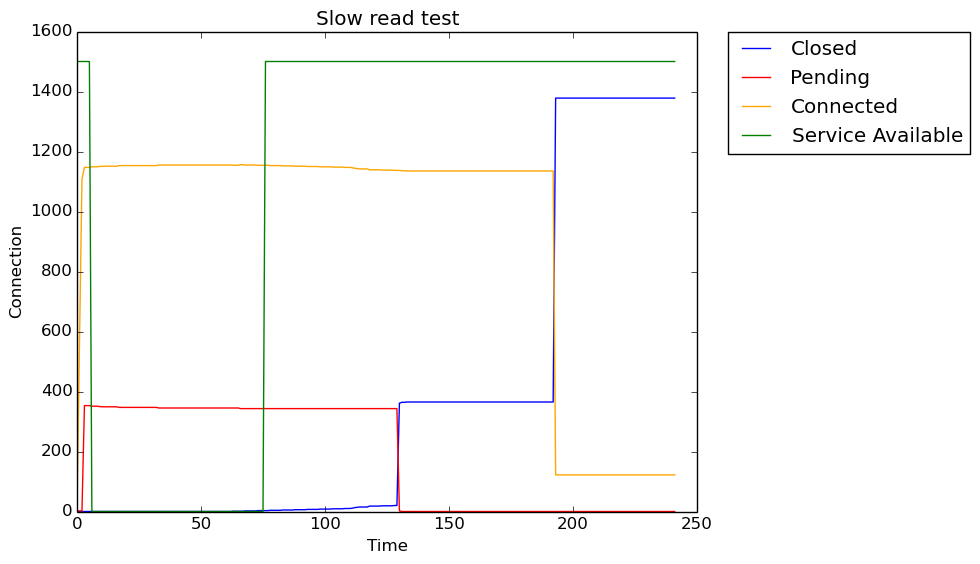 Slow read test
1600
1400
1200
1000
800
600
400
200
0
Connection
0 50 100 150 200 250
Time
Closed
Pending
Connected
Service Available